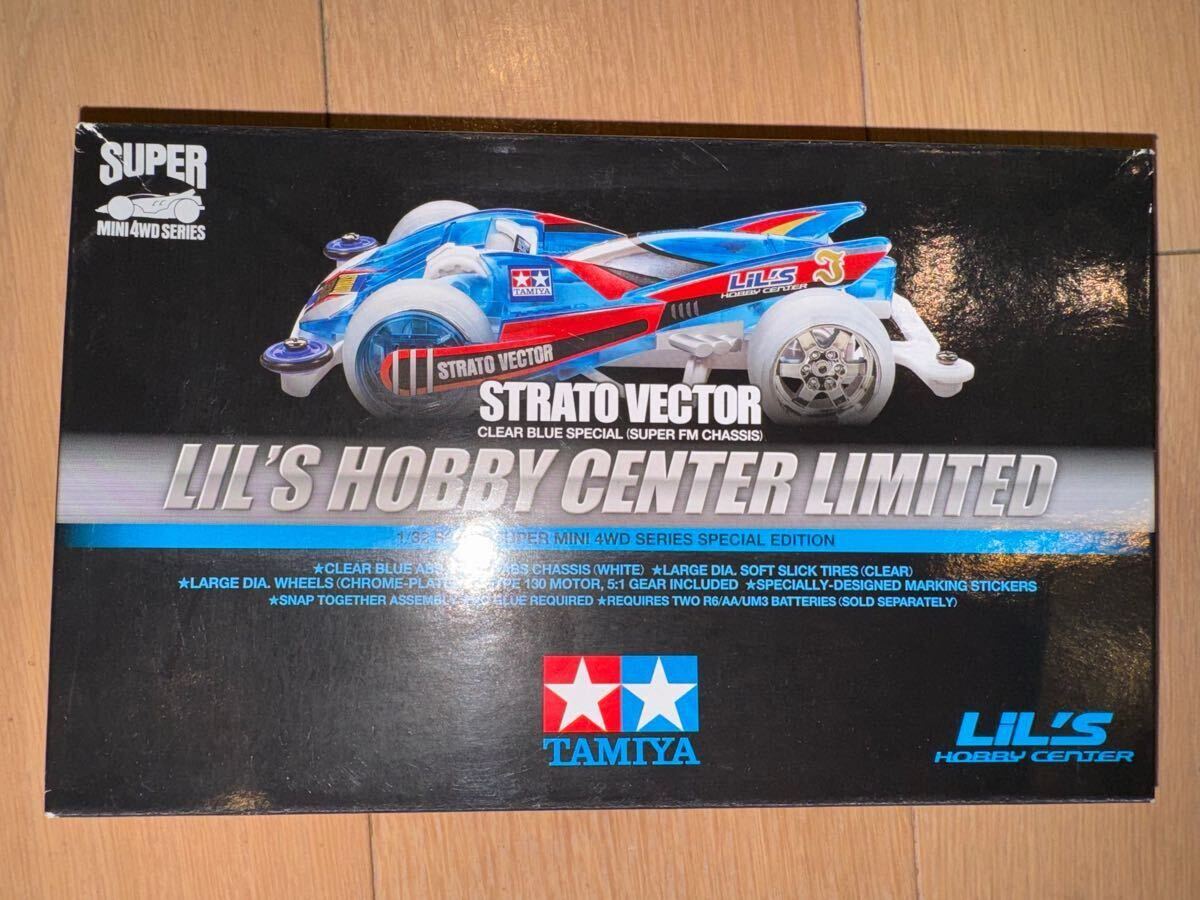 SUPER
MINI 4WD SERIES
TAMIYA
LiL'S
HOBBY CENTER
J
STRATO VECTOR
STRATO VECTOR
CLEAR BLUE SPECIAL (SUPER FM CHASSIS)
LIL'S HOBBY CENTER LIMITED
1/32 SUPER MINI 4WD SERIES SPECIAL EDITION
★CLEAR BLUE ABS CHASSIS (WHITE) ★LARGE DIA. SOFT SLICK TIRES (CLEAR)
★LARGE DIA. WHEELS (CHROME-PLATED) 130 MOTOR, 5:1 GEAR INCLUDED ★SPECIALLY-DESIGNED MARKING STICKERS
★SNAP TOGETHER ASSEMBLY REQUIRED ★REQUIRES TWO R6/AA/UM3 BATTERIES (SOLD SEPARATELY)
TAMIYA
LiL'S
HOBBY CENTER